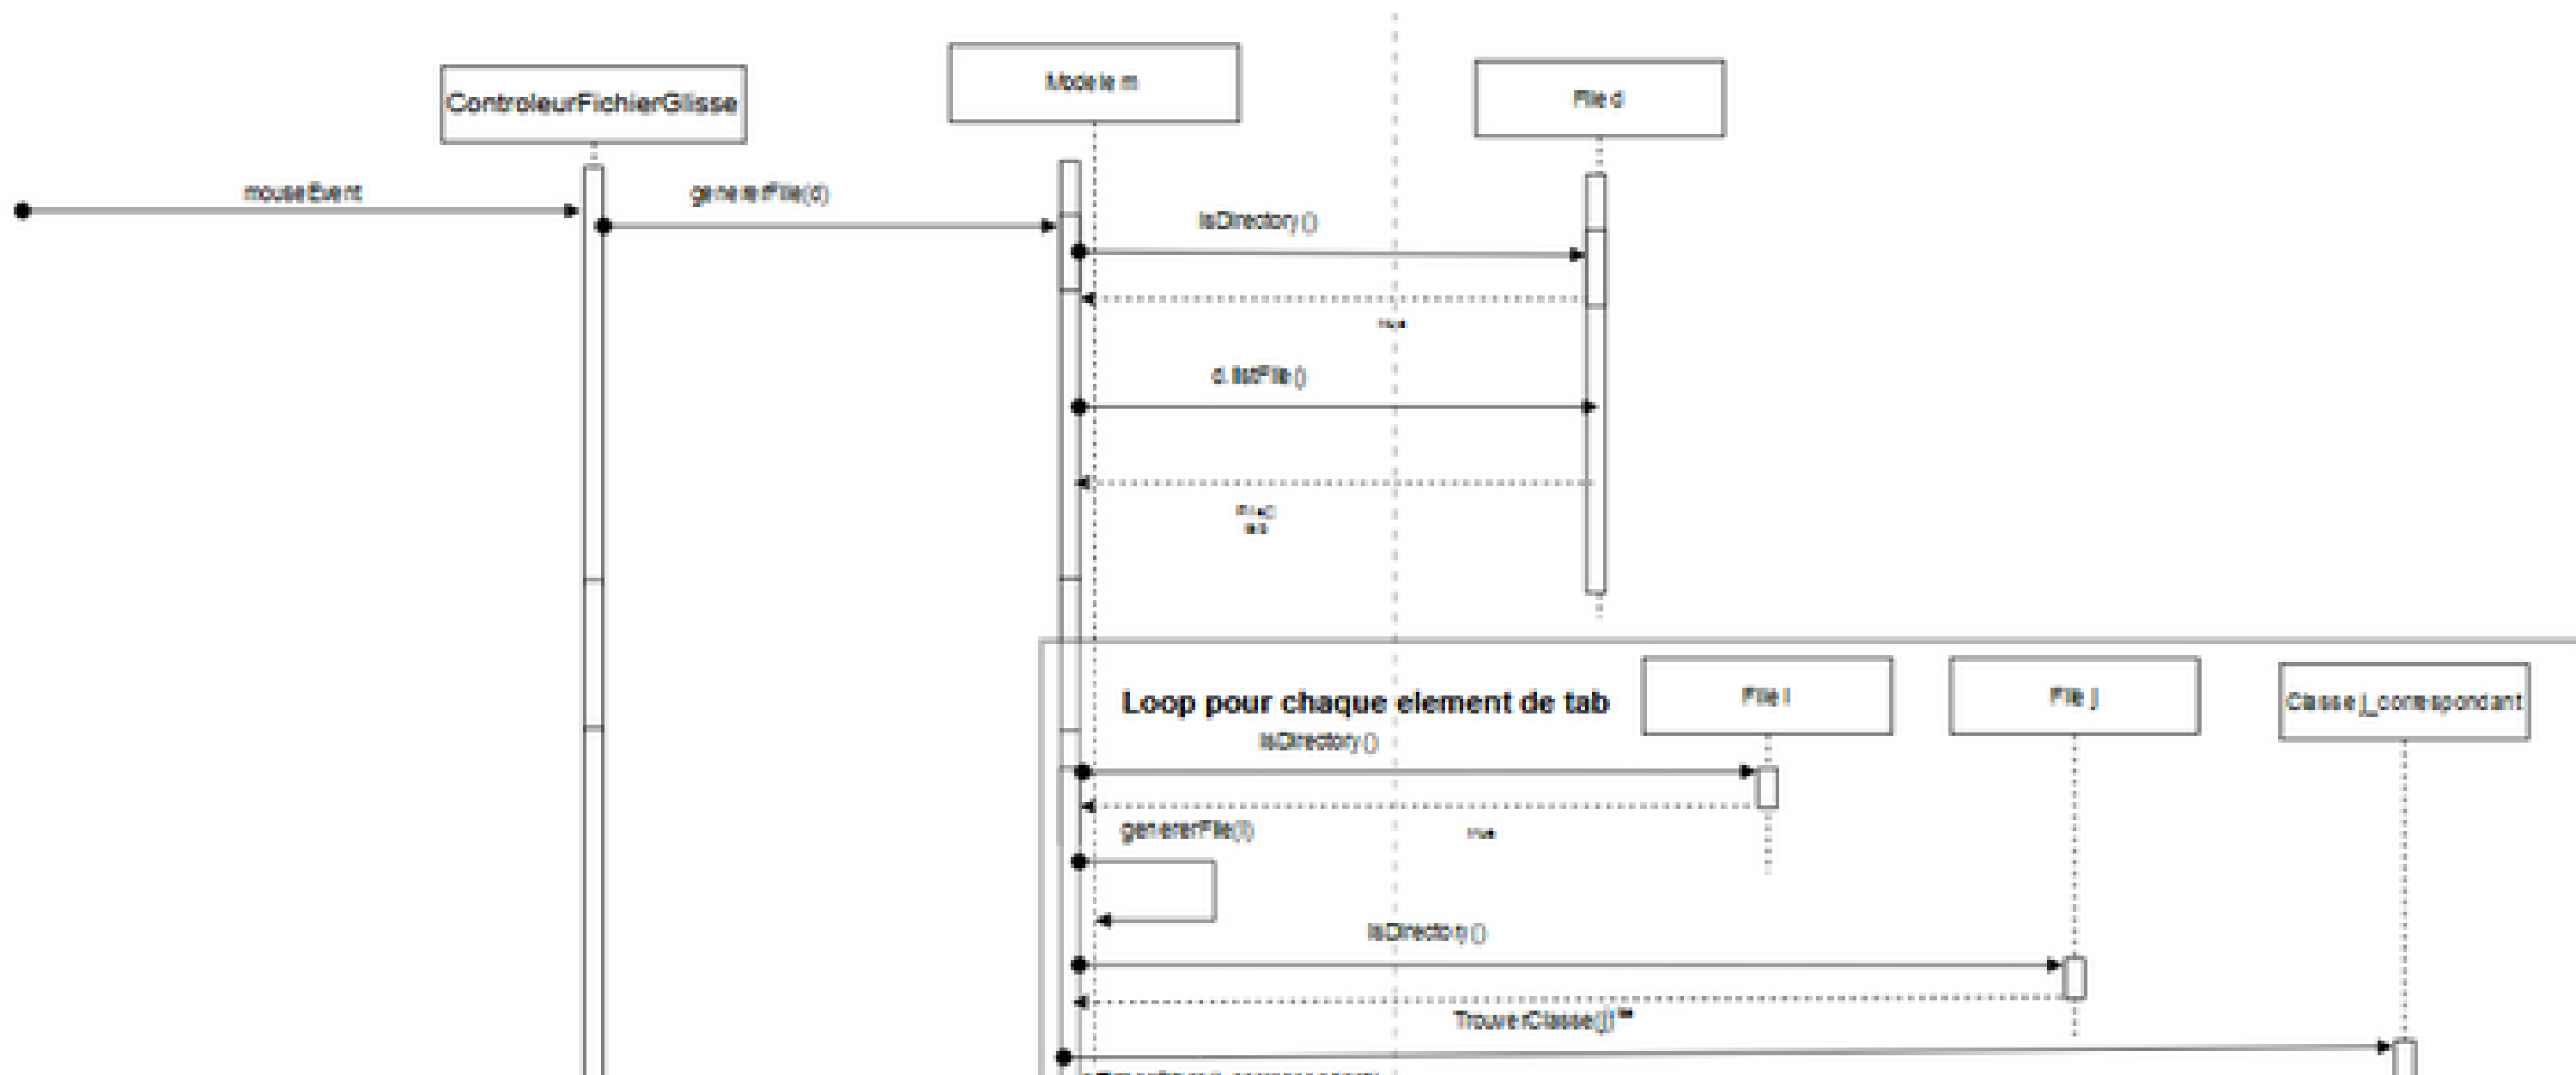 Modele m
File d
ControleurFichierGlisse
mouseEvent
genererFile(d)
isDirectory()
true
d.listFile()
Loop pour chaque element de tab
File i
File j
Classe j_correspondant
isDirectory()
genererFile(i)
true
isDirectory()
TrouverClasse(j)